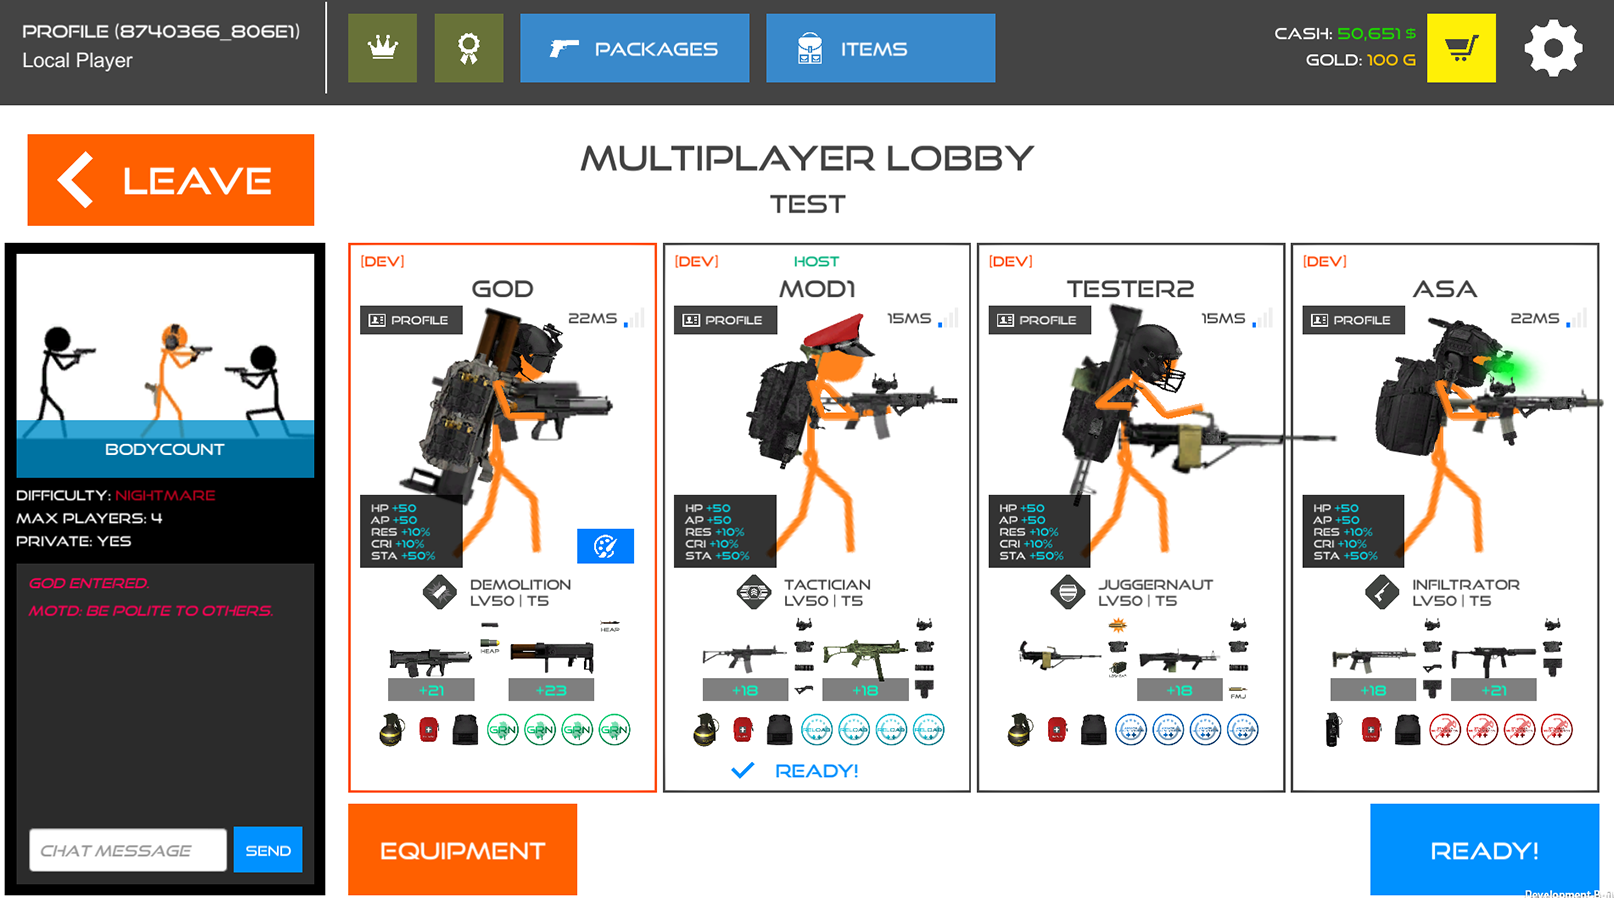 PROFILE (8740366_806E1)
Local Player
PACKAGES
ITEMS
CASH: 50,651 $
GOLD: 100 G
LEAVE
MULTIPLAYER LOBBY
TEST
BODYCOUNT
DIFFICULTY: NIGHTMARE
MAX PLAYERS: 4
PRIVATE: YES
GOD ENTERED.
MOTD: BE POLITE TO OTHERS.
CHAT MESSAGE
SEND
[DEV]
GOD
PROFILE
22MS
HP +50
AP +50
RES +10%
CRI +10%
STA +50%
DEMOLITION
LV50 | T5
HEAP
HEAP
+21
+23
GRN
GRN
GRN
GRN
[DEV]
HOST
MOD1
PROFILE
15MS
HP +50
AP +50
RES +10%
CRI +10%
STA +50%
TACTICIAN
LV50 | T5
+18
+18
RELOAD
RELOAD
RELOAD
RELOAD
READY!
[DEV]
TESTER2
PROFILE
15MS
HP +50
AP +50
RES +10%
CRI +10%
STA +50%
JUGGERNAUT
LV50 | T5
FMJ
+18
[DEV]
ASA
PROFILE
22MS
HP +50
AP +50
RES +10%
CRI +10%
STA +50%
INFILTRATOR
LV50 | T5
+18
+21
EQUIPMENT
READY!
Development